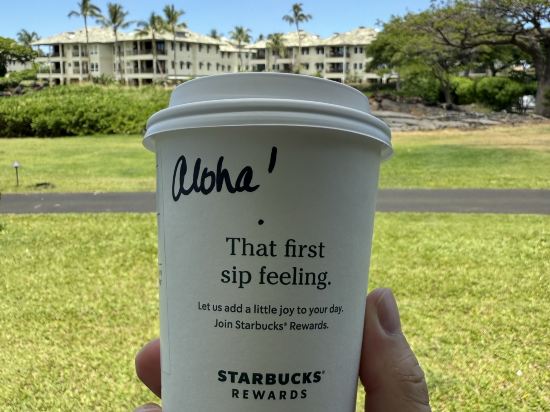 Aloha!
That first
sip feeling.
Let us add a little joy to your day.
Join Starbucks® Rewards.
STARBUCKS®
REWARDS